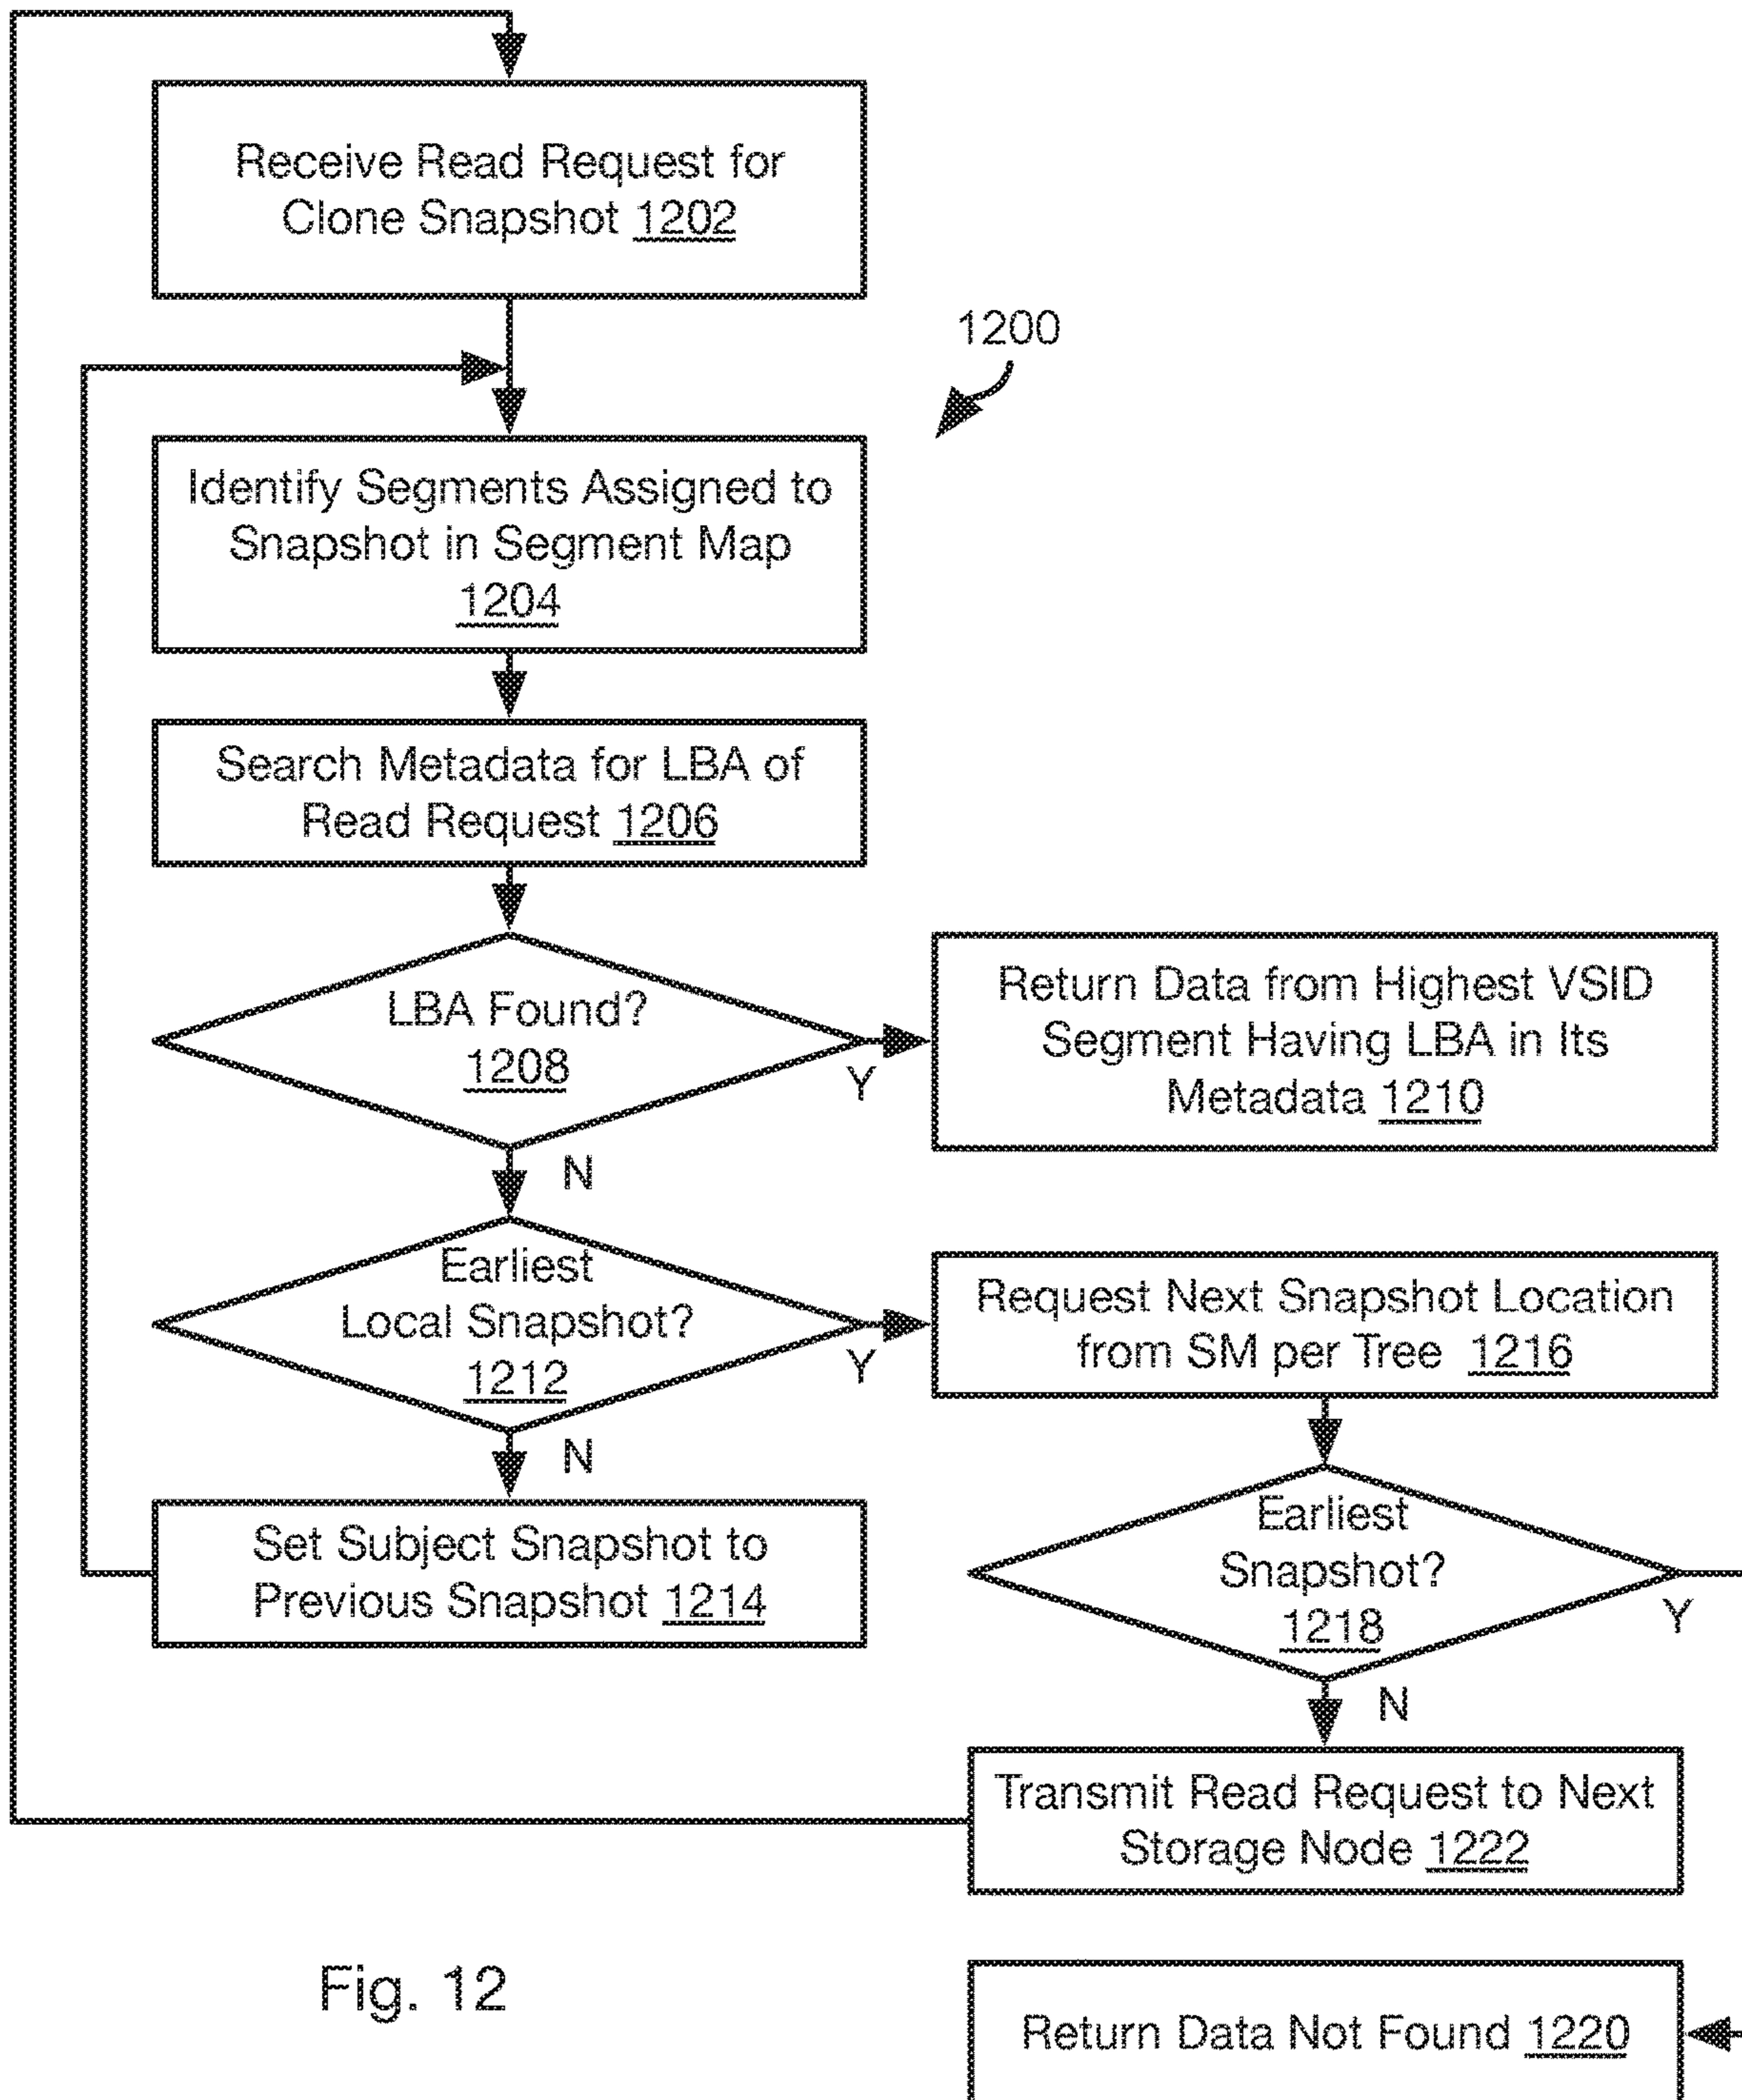 Receive Read Request for
Clone Snapshot 1202
1200
Identify Segments Assigned to
Snapshot in Segment Map
1204
Search Metadata for LBA of
Read Request 1206
LBA Found?
1208
Y
N
Return Data from Highest VSID
Segment Having LBA in Its
Metadata 1210
Earliest
Local Snapshot?
1212
Y
N
Request Next Snapshot Location
from SM per Tree 1216
Set Subject Snapshot to
Previous Snapshot 1214
Earliest
Snapshot?
1218
Y
N
Transmit Read Request to Next
Storage Node 1222
Return Data Not Found 1220
Fig. 12